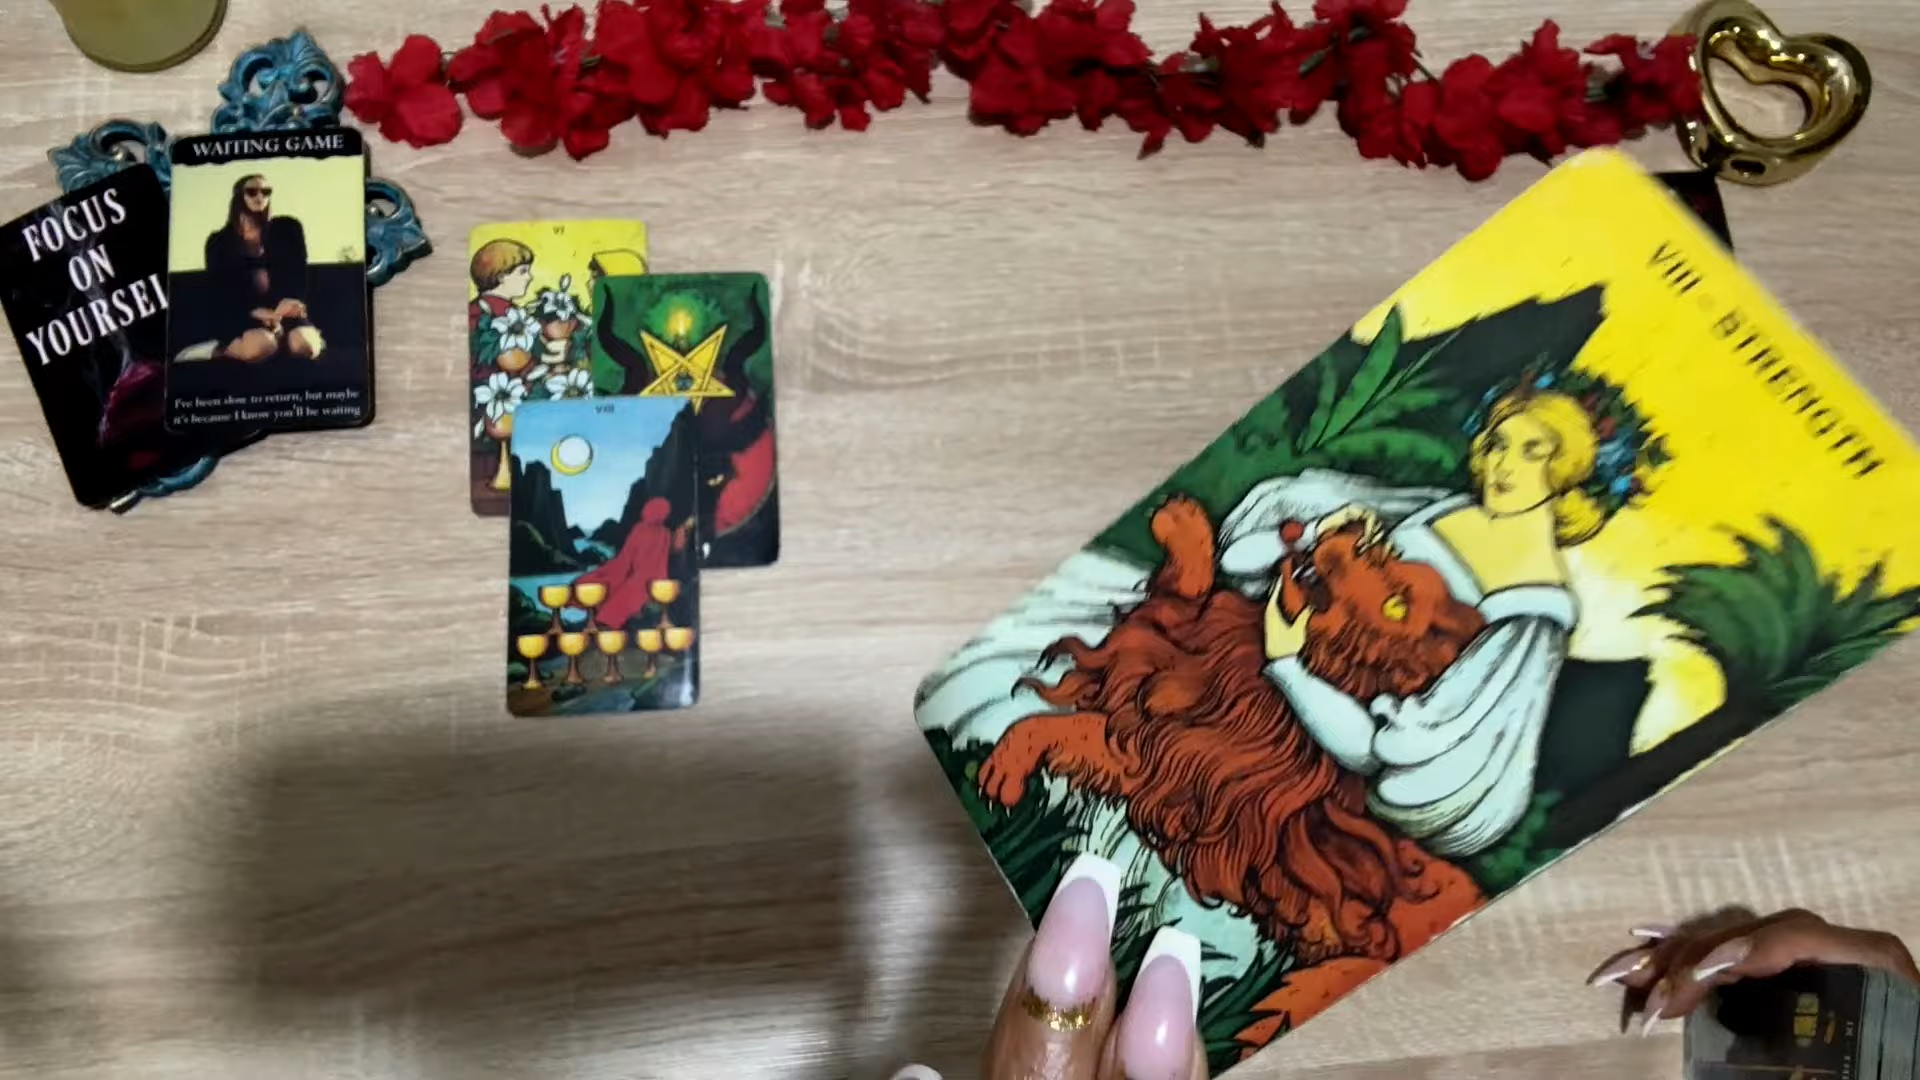 FOCUS
ON
YOURSEL
WAITING GAME
I've been slow to return, but maybe
it's because I know you'll be waiting
VI
VIII
VIII
STRENGTH